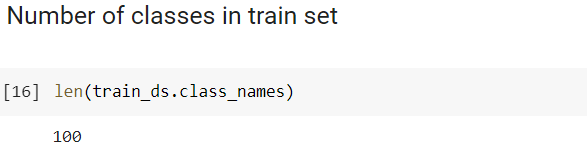 Number of classes in train set
[16] len(train_ds.class_names)
100